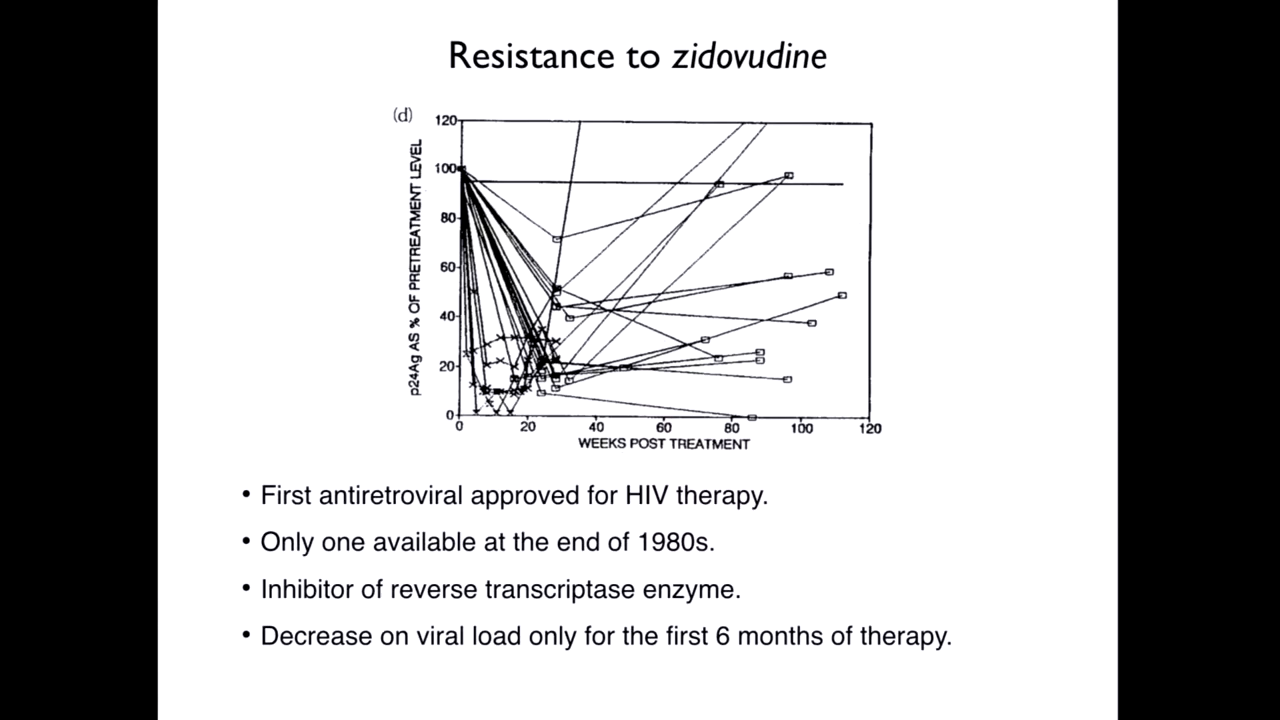 Resistance to zidovudine
(d)
120
100
80
60
40
20
0
p24Ag AS % OF PRETREATMENT LEVEL
0 20 40 60 80 100 120
WEEKS POST TREATMENT
• First antiretroviral approved for HIV therapy.
• Only one available at the end of 1980s.
• Inhibitor of reverse transcriptase enzyme.
• Decrease on viral load only for the first 6 months of therapy.